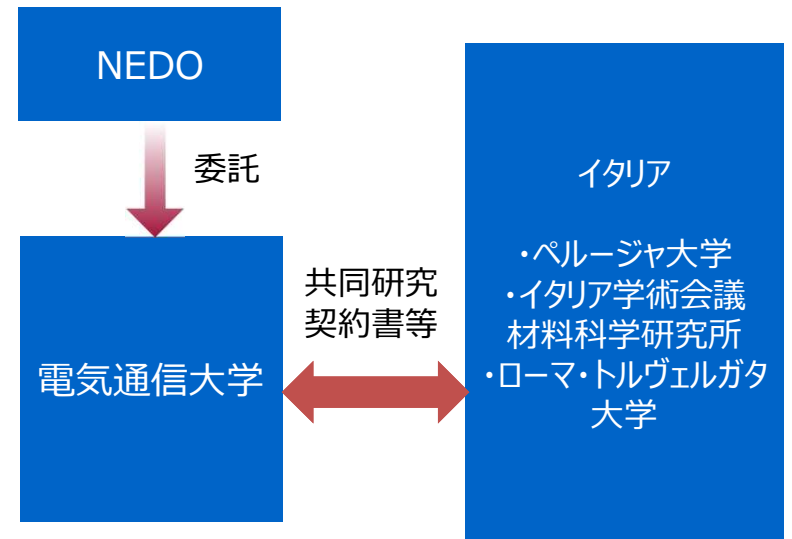 NEDO
委託
電気通信大学
共同研究
契約書等
イタリア
・ペルージャ大学
・イタリア学術会議
材料科学研究所
・ローマ・トルヴェルガタ
大学